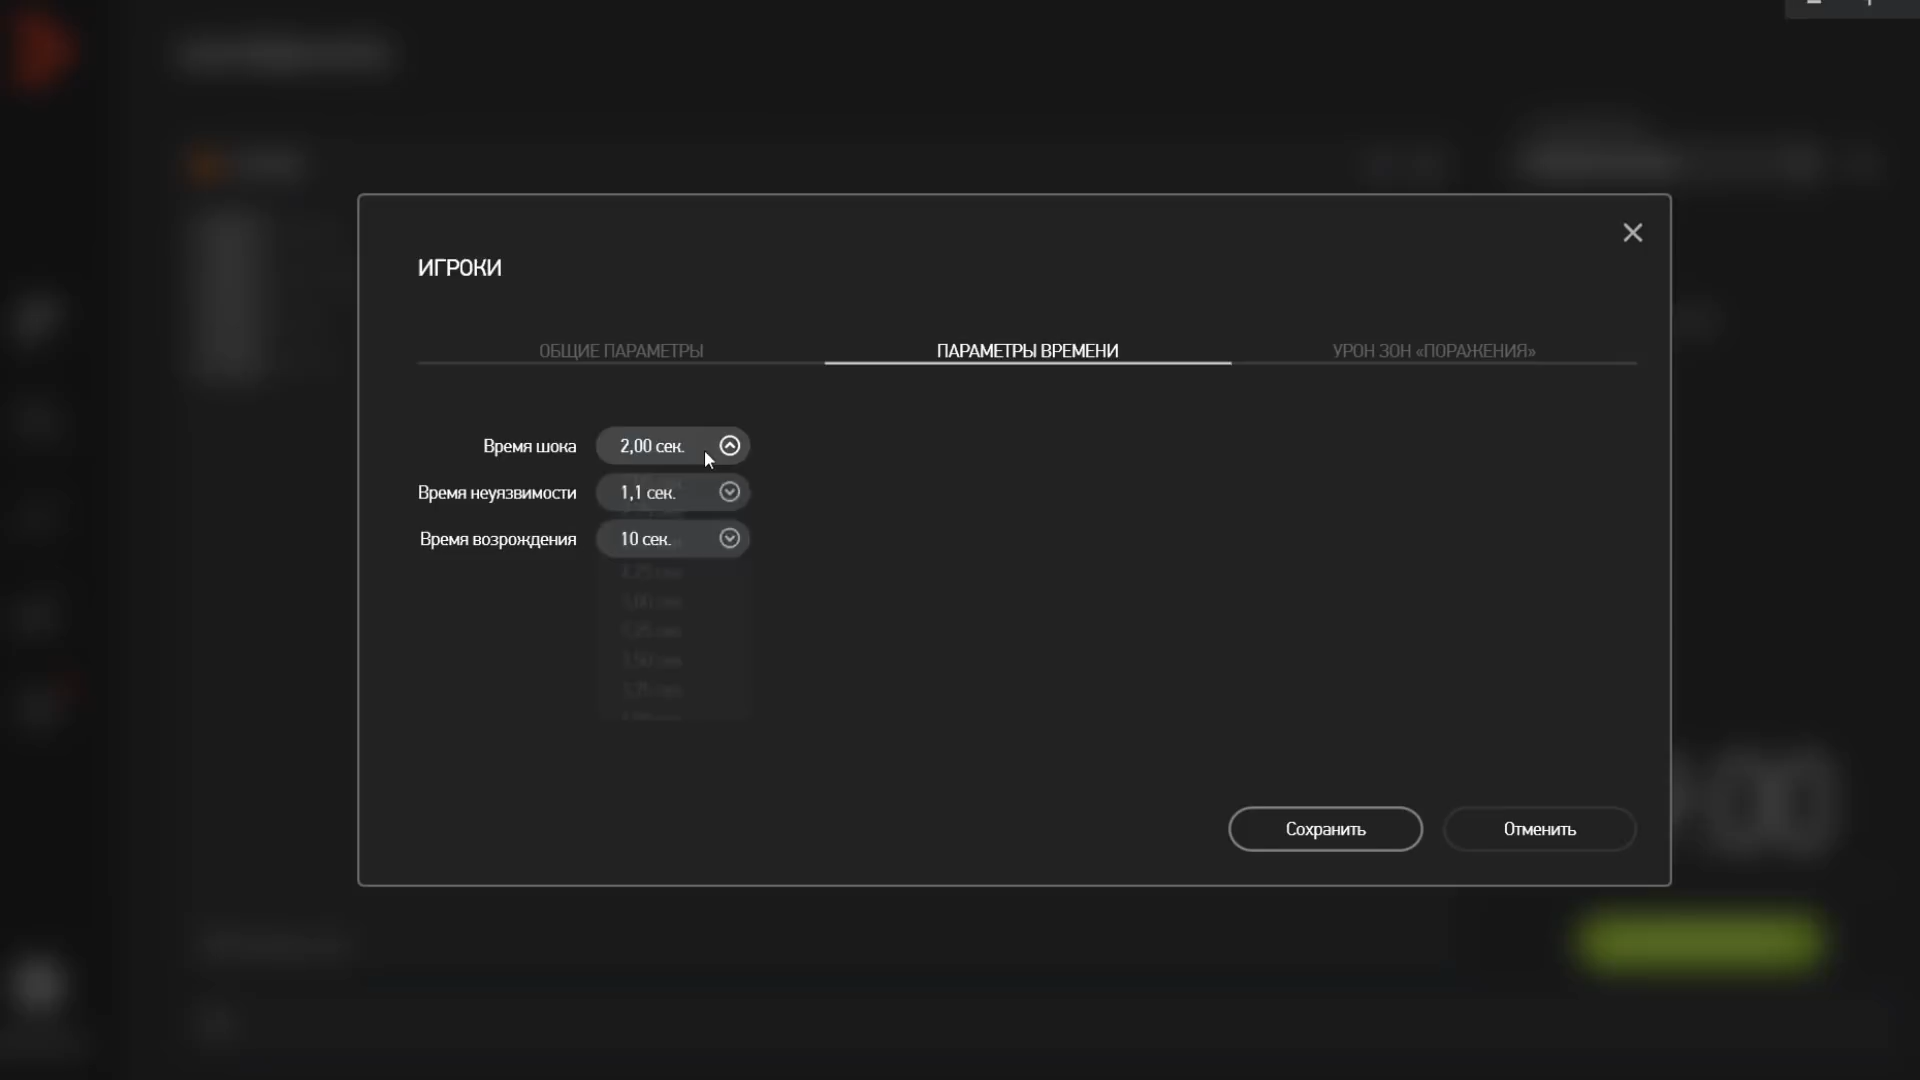 ИГРОКИ
ОБЩИЕ ПАРАМЕТРЫ
ПАРАМЕТРЫ ВРЕМЕНИ
УРОН ЗОН «ПОРАЖЕНИЯ»
Время шока 2,00 сек.
Время неуязвимости 1,1 сек.
Время возрождения 10 сек.
Сохранить
Отменить